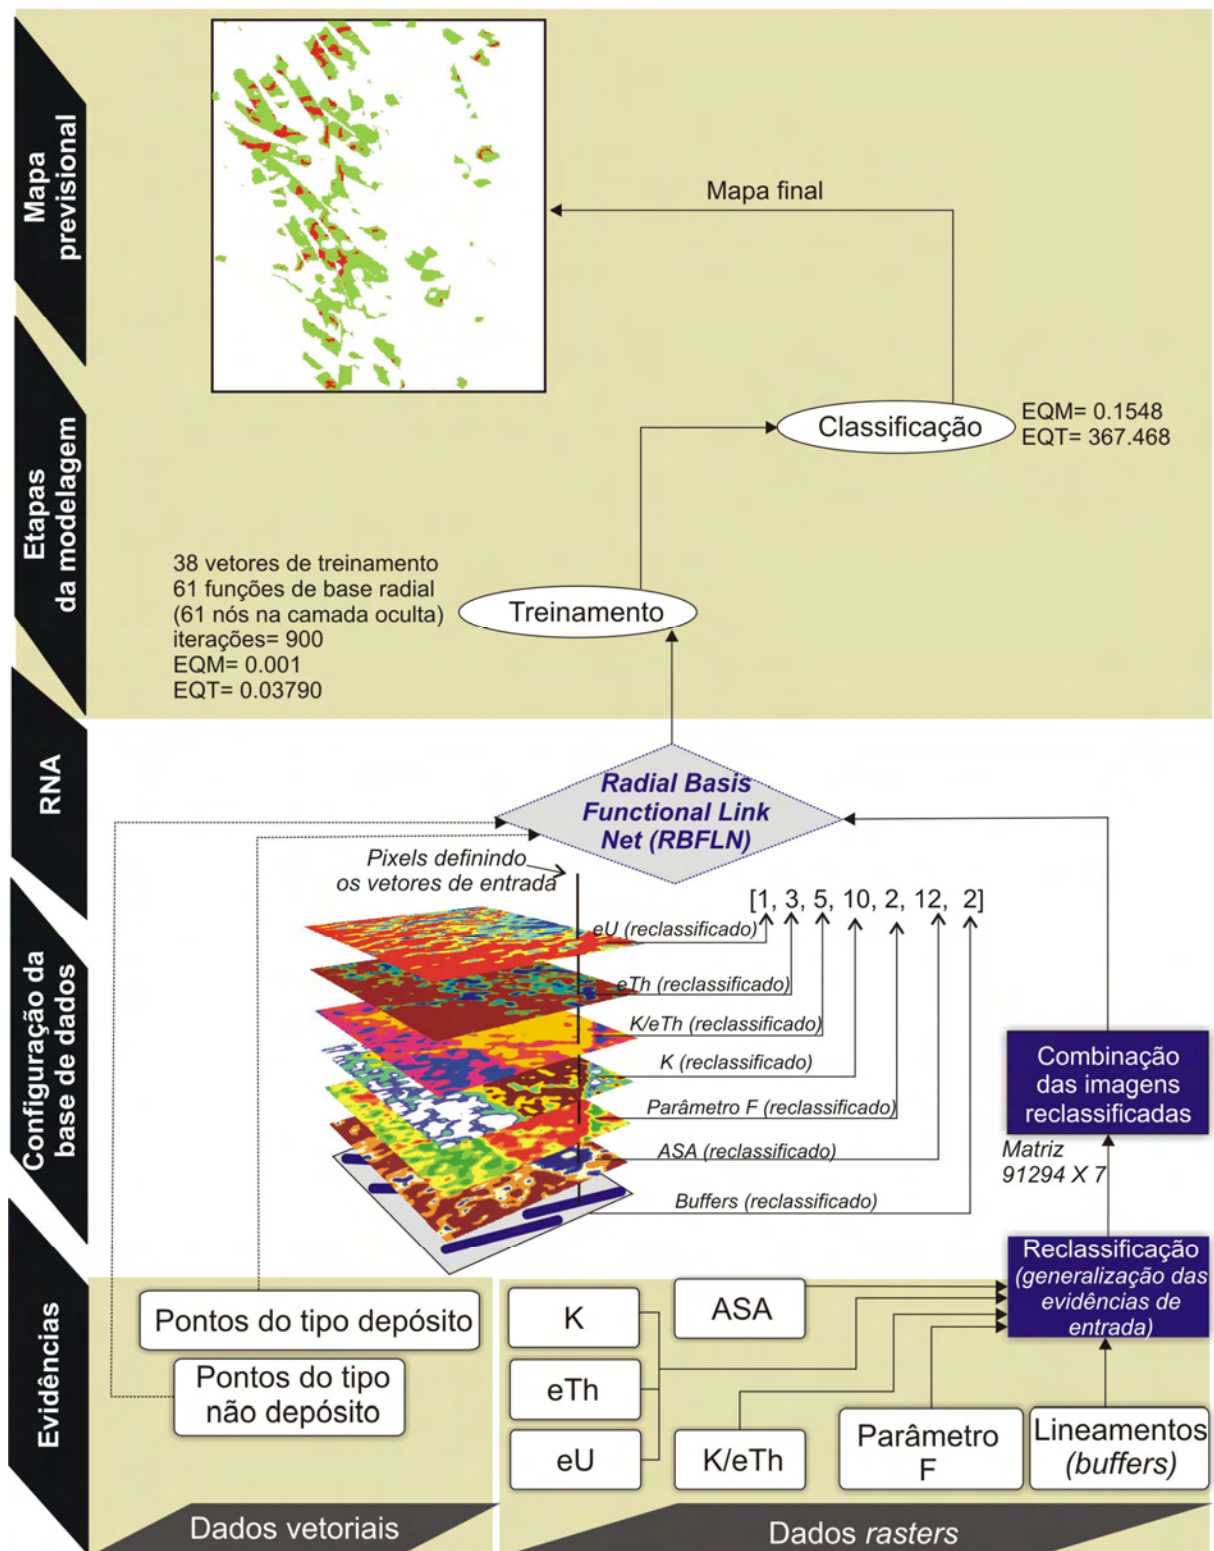 Mapa
previsional
Mapa final
Etapas
da modelagem
Classificação
EQM= 0.1548
EQT= 367.468
38 vetores de treinamento
61 funções de base radial
(61 nós na camada oculta)
iterações= 900
EQM= 0.001
EQT= 0.03790
Treinamento
RNA
Radial Basis
Functional Link
Net (RBFLN)
Configuração da
base de dados
Pixels definindo
os vetores de entrada
[1, 3, 5, 10, 2, 12, 2]
eU (reclassificado)
eTh (reclassificado)
K/eTh (reclassificado)
K (reclassificado)
Parâmetro F (reclassificado)
ASA (reclassificado)
Buffers (reclassificado)
Combinação
das imagens
reclassificadas
Matriz
91294 X 7
Reclassificação
(generalização das
evidências de
entrada)
Evidências
Pontos do tipo depósito
Pontos do tipo
não depósito
K
ASA
eTh
eU
K/eTh
Parâmetro
F
Lineamentos
(buffers)
Dados vetoriais
Dados rasters